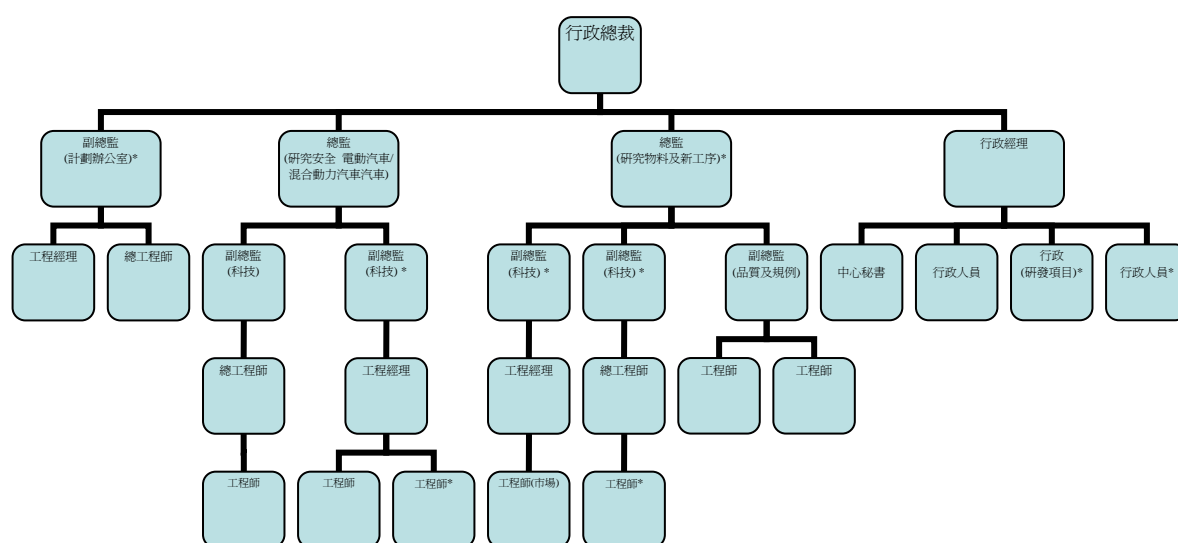 行政總裁
副總監
(計劃辦公室)*
總監
(研究安全 電動汽車/
混合動力汽車汽車)
總監
(研究物料及新工序)*
行政經理
工程經理
總工程師
副總監
(科技)
副總監
(科技) *
副總監
(科技) *
副總監
(科技) *
副總監
(品質及規例)
中心秘書
行政人員
行政
(研發項目)*
行政人員*
總工程師
工程經理
工程經理
總工程師
工程師
工程師
工程師
工程師
工程師*
工程師(市場)
工程師*